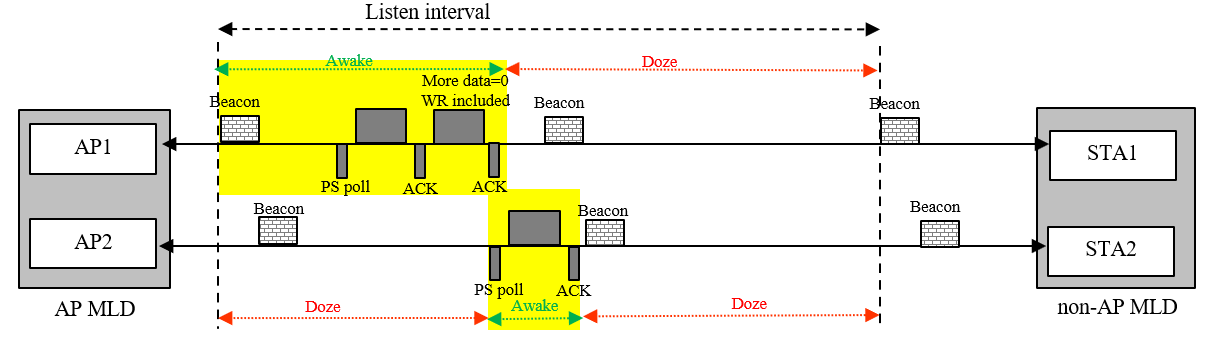 Listen interval
Awake
Doze
More data=0
WR included
Beacon
Beacon
Beacon
AP1
STA1
PS poll
ACK
ACK
Beacon
Beacon
Beacon
AP2
STA2
PS poll
ACK
AP MLD
Doze
Awake
Doze
non-AP MLD